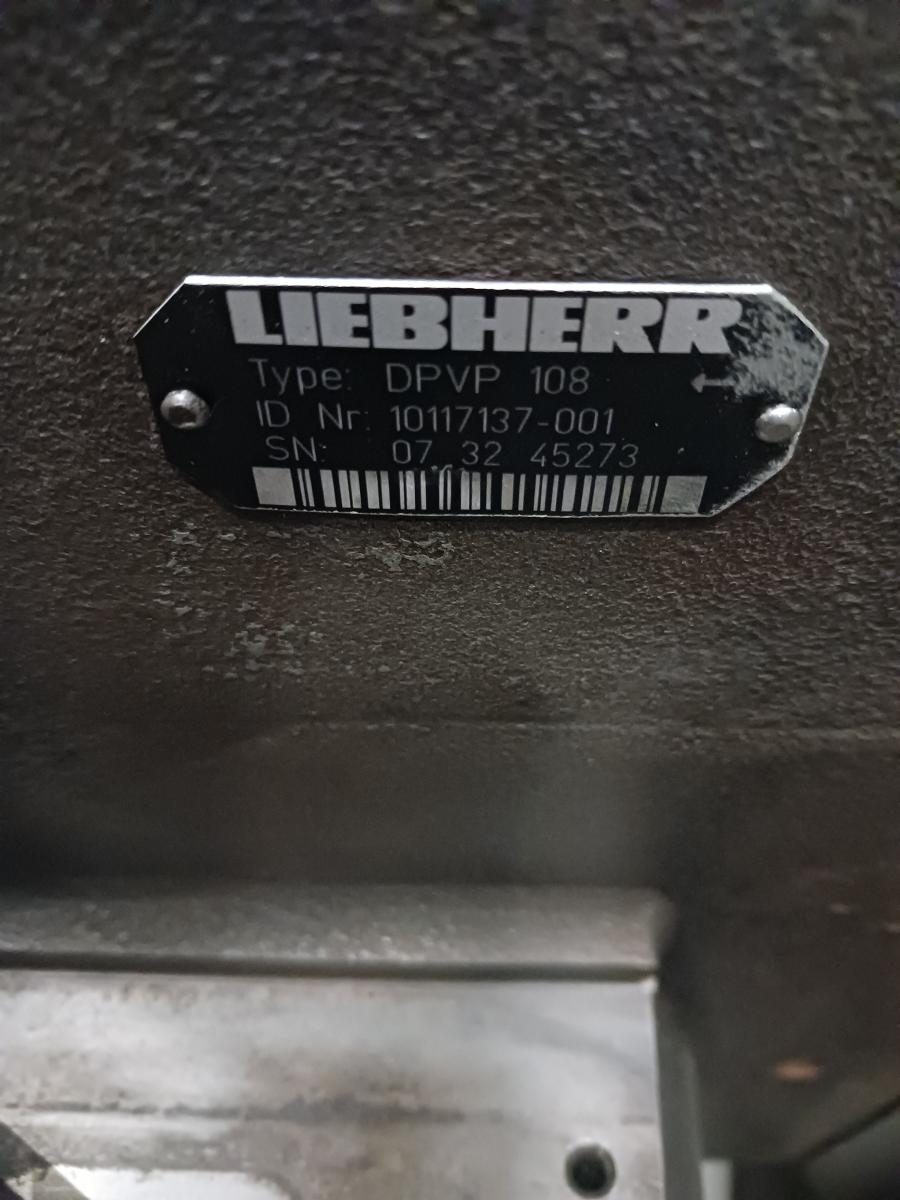 LIEBHERR
Type: DPVP 108 ←
ID Nr: 10117137-001
SN: 07 32 45273